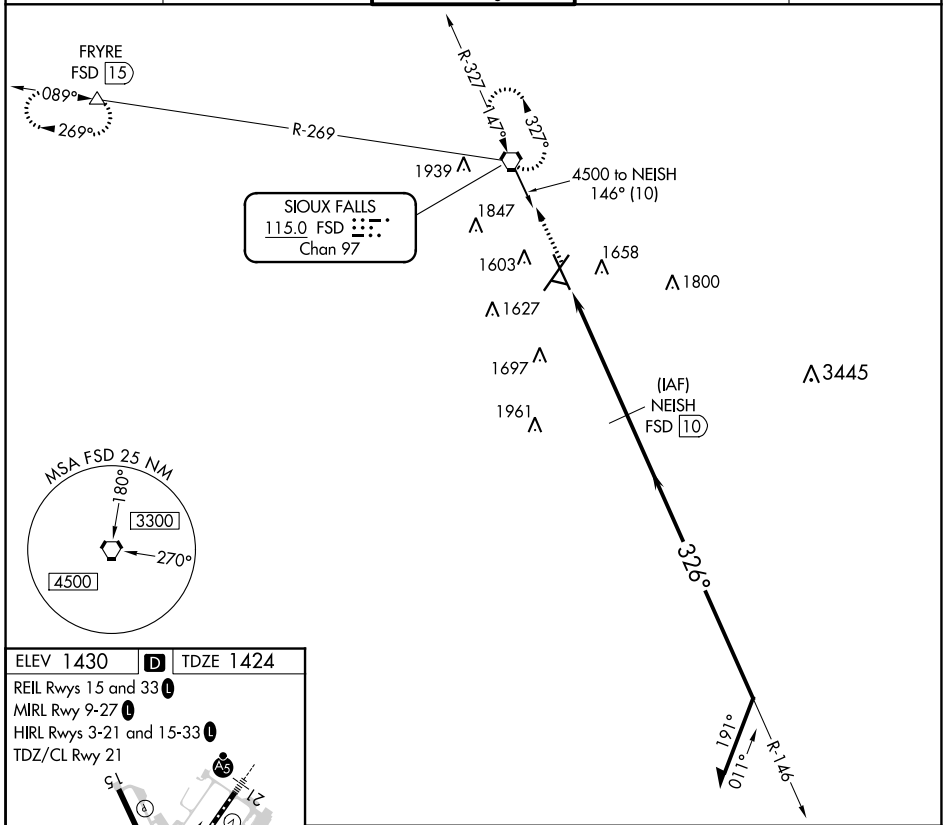 FRYRE
FSD 15
089°
269°
R-269
R-327
147°
327°
1939
4500 to NEISH
146° (10)
SIOUX FALLS
115.0 FSD
Chan 97
1847
1603
1658
1800
1627
1697
3445
1961
(IAF)
NEISH
FSD 10
MSA FSD 25 NM
180°
3300
270°
4500
326°
191°
011°
R-146
ELEV 1430 D TDZE 1424
REIL Rwys 15 and 33 L
MIRL Rwy 9-27 L
HIRL Rwys 3-21 and 15-33 L
TDZ/CL Rwy 21
A5
15
21
P